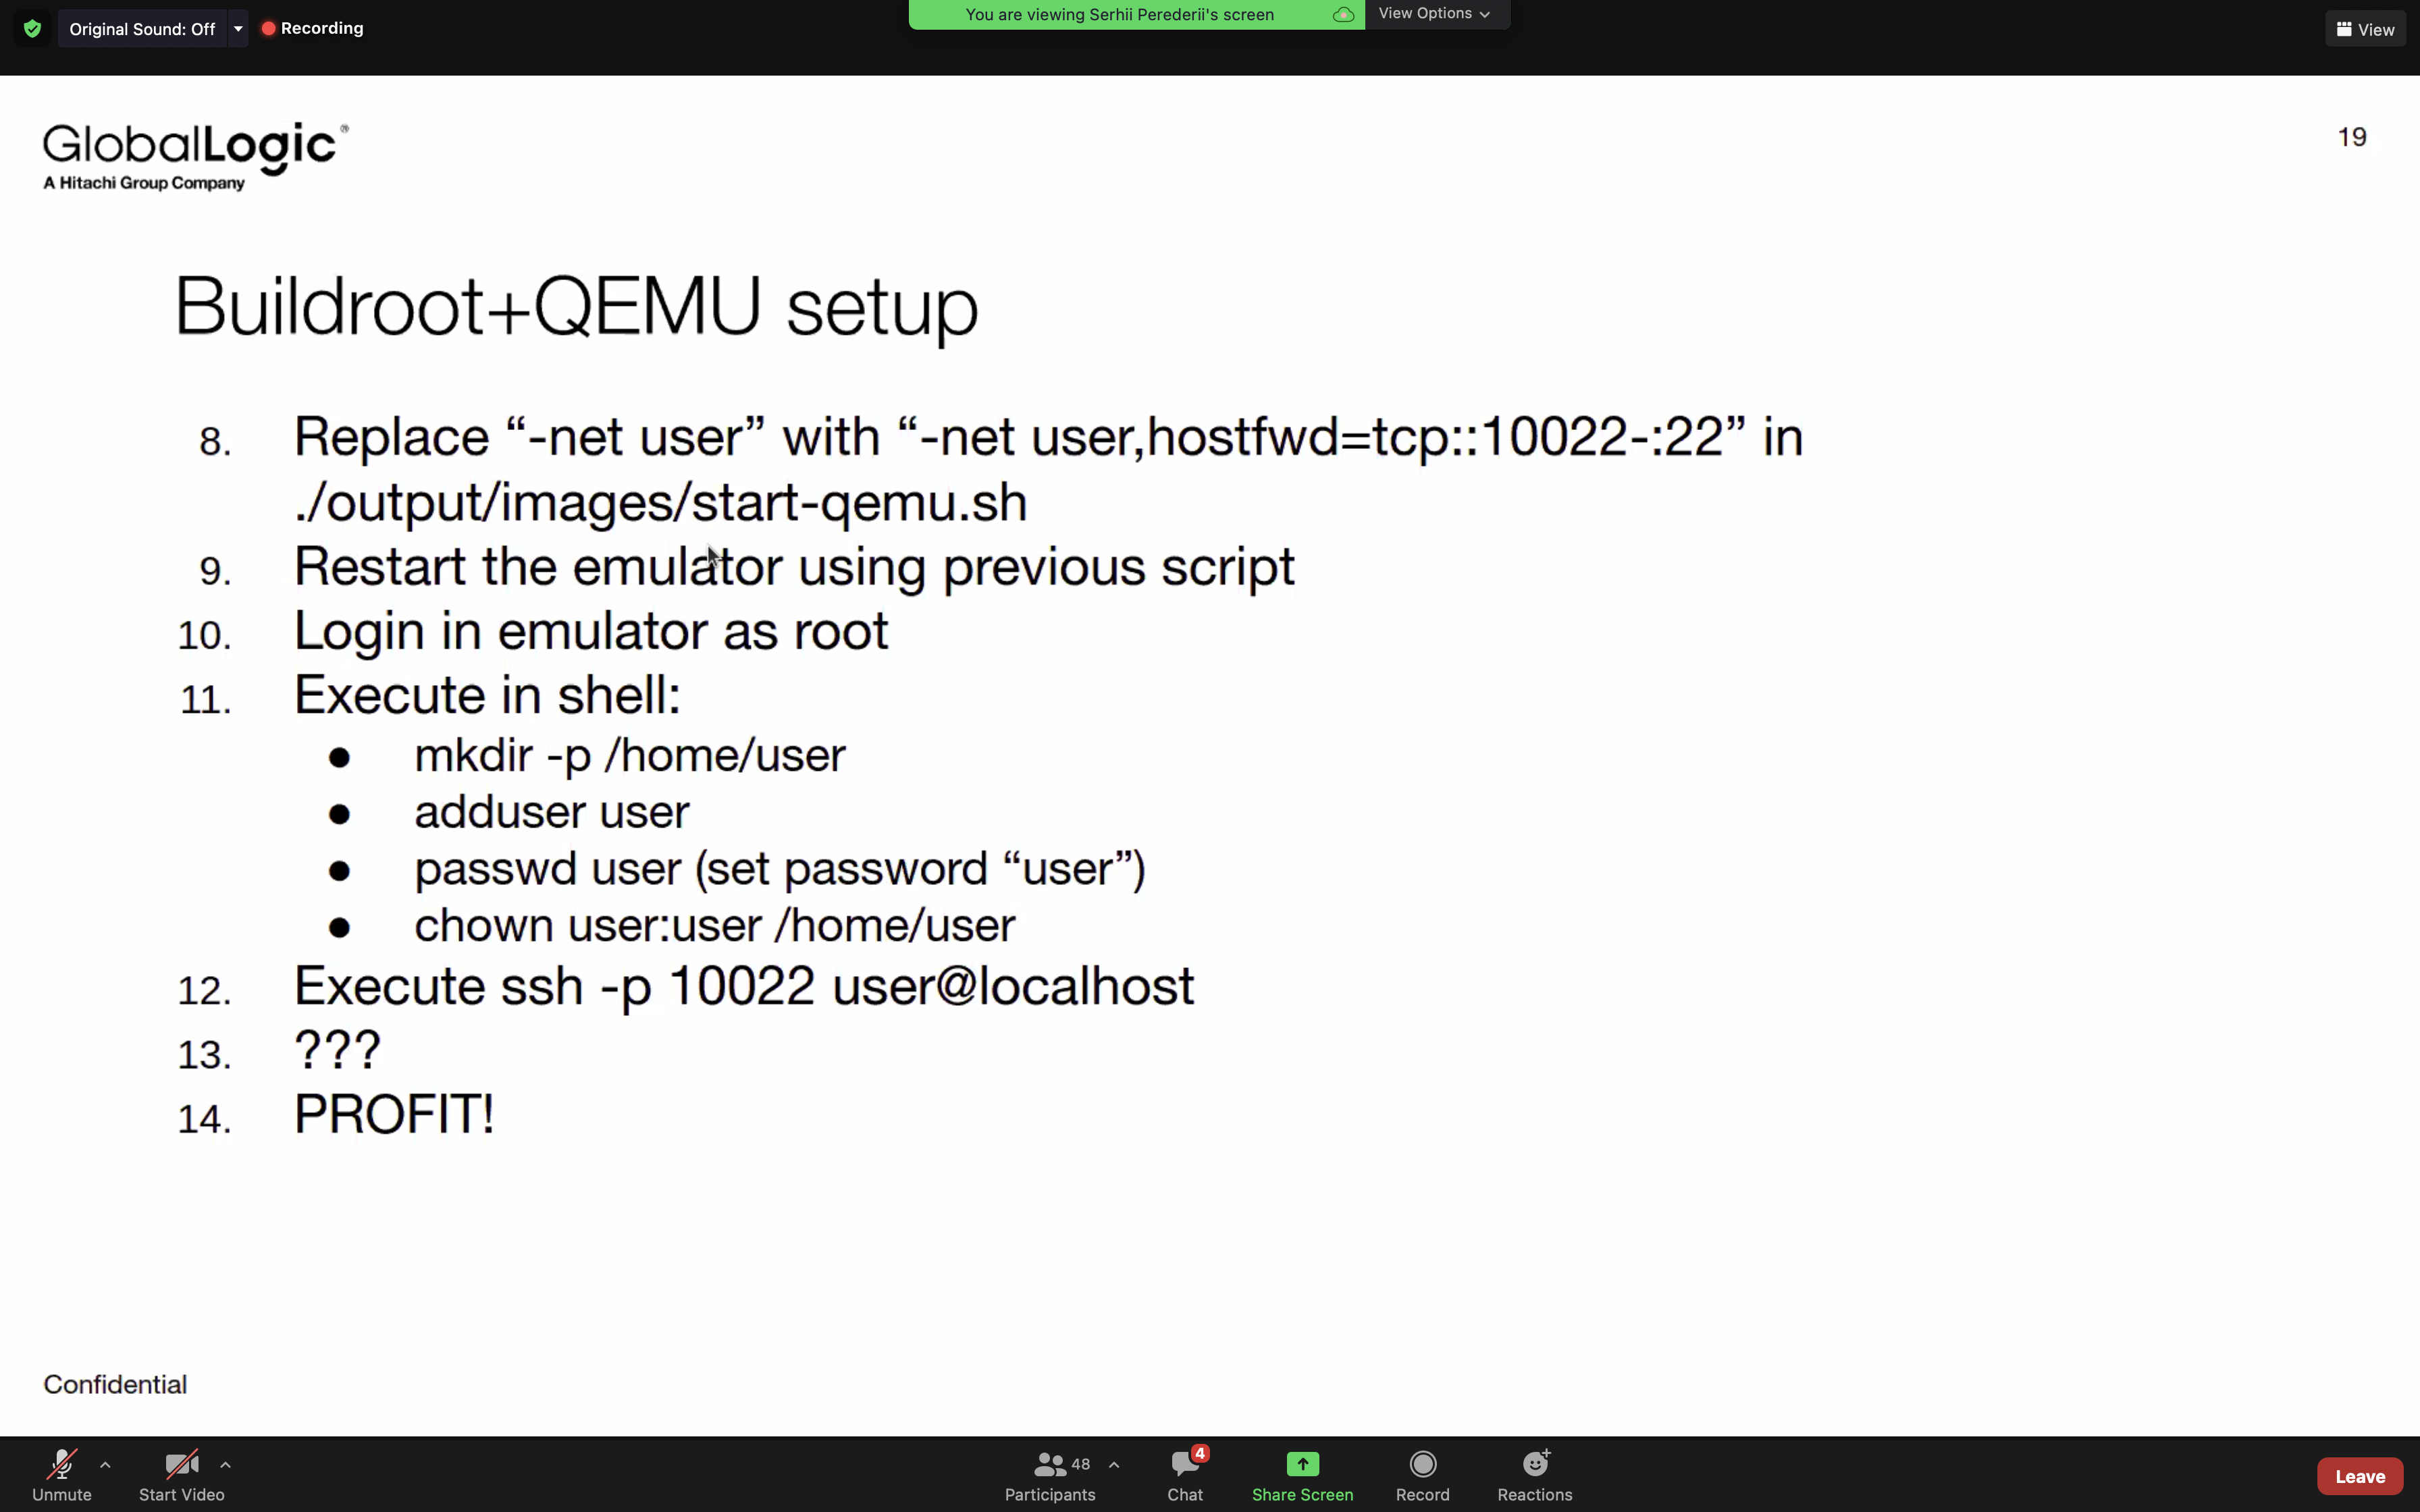 Original Sound: Off
Recording
You are viewing Serhii Perederii's screen
View Options
View
GlobalLogic®
A Hitachi Group Company
19
Buildroot+QEMU setup
8. Replace “-net user” with “-net user,hostfwd=tcp::10022-:22” in
./output/images/start-qemu.sh
9. Restart the emulator using previous script
10. Login in emulator as root
11. Execute in shell:
● mkdir -p /home/user
● adduser user
● passwd user (set password “user”)
● chown user:user /home/user
12. Execute ssh -p 10022 user@localhost
13. ???
14. PROFIT!
Confidential
Unmute
Start Video
48
Participants
4
Chat
Share Screen
Record
Reactions
Leave